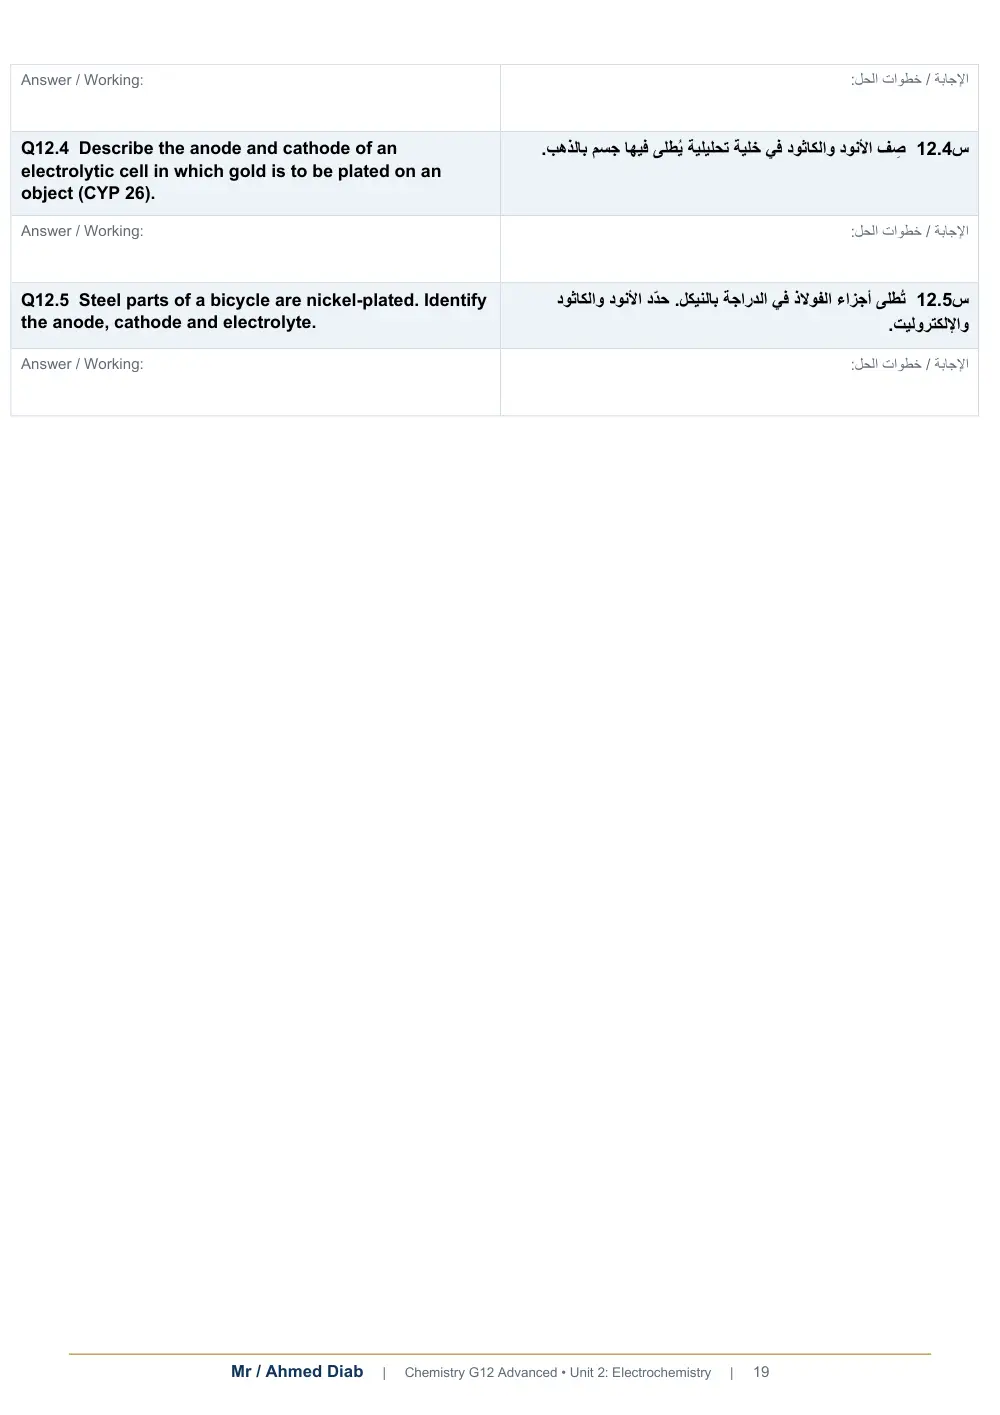 Answer / Working:
الإجابة / خطوات الحل:
Q12.4 Describe the anode and cathode of an
electrolytic cell in which gold is to be plated on an
object (CYP 26).
س12.4 صِف الأنود والكاثود في خلية تحليلية يُطلى فيها جسم بالذهب.
Answer / Working:
الإجابة / خطوات الحل:
Q12.5 Steel parts of a bicycle are nickel-plated. Identify
the anode, cathode and electrolyte.
س12.5 تُطلى أجزاء الفولاذ في الدراجة بالنيكل. حدّد الأنود والكاثود
والإلكتروليت.
Answer / Working:
الإجابة / خطوات الحل:
Mr / Ahmed Diab | Chemistry G12 Advanced • Unit 2: Electrochemistry | 19